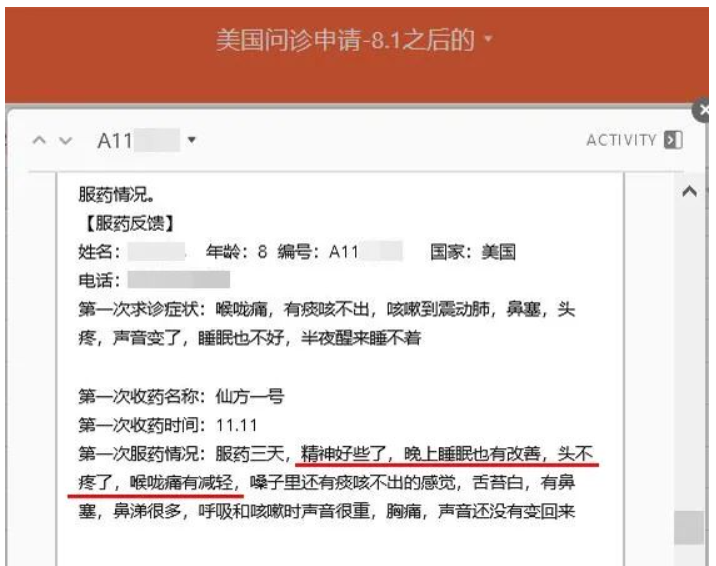 美国问诊申请-8.1之后的
A11
ACTIVITY
服药情况。
【服药反馈】
姓名： 年龄：8 编号：A11 国家：美国
电话：
第一次求诊症状：喉咙痛，有痰咳不出，咳嗽到震动肺，鼻塞，头
疼，声音变了，睡眠也不好，半夜醒来睡不着
第一次收药名称：仙方一号
第一次收药时间：11.11
第一次服药情况：服药三天，精神好些了，晚上睡眠也有改善，头不
疼了，喉咙痛有减轻，嗓子里还有痰咳不出的感觉，舌苔白，有鼻
塞，鼻涕很多，呼吸和咳嗽时声音很重，胸痛，声音还没有变回来